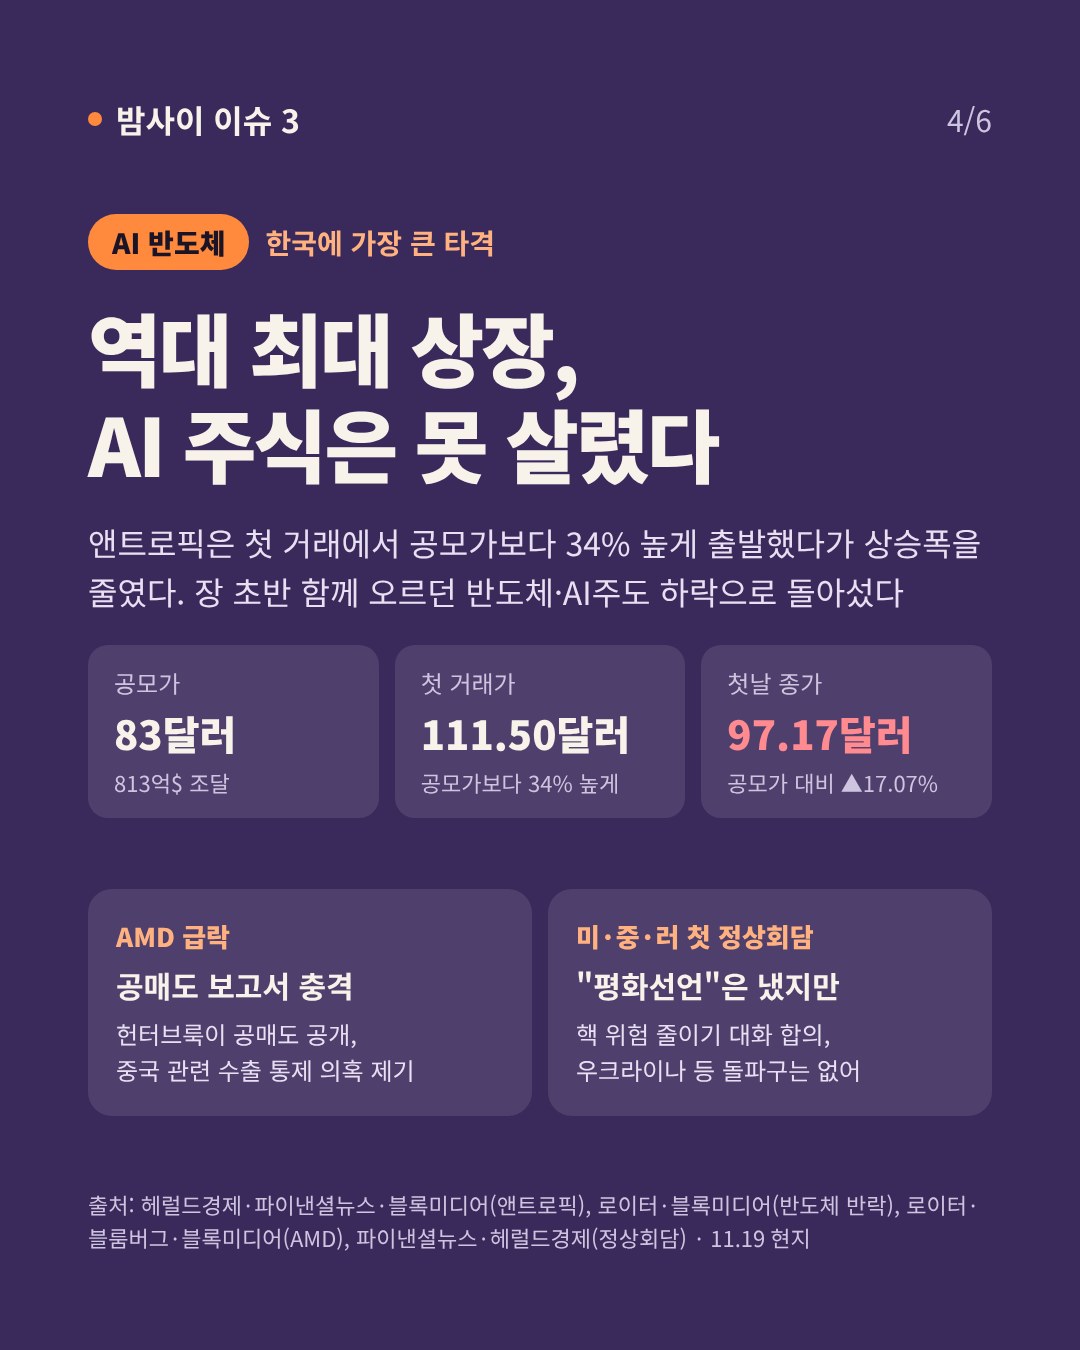 밤사이 이슈 3
4/6
AI 반도체 한국에 가장 큰 타격
역대 최대 상장,
AI 주식은 못 살렸다
앤트로픽은 첫 거래에서 공모가보다 34% 높게 출발했다가 상승폭을
줄였다. 장 초반 함께 오르던 반도체·AI주도 하락으로 돌아섰다
공모가
83달러
813억$ 조달
첫 거래가
111.50달러
공모가보다 34% 높게
첫날 종가
97.17달러
공모가 대비 ▲17.07%
AMD 급락
공매도 보고서 충격
헌터브룩이 공매도 공개,
중국 관련 수출 통제 의혹 제기
미·중·러 첫 정상회담
"평화선언"은 냈지만
핵 위험 줄이기 대화 합의,
우크라이나 등 돌파구는 없어
출처: 헤럴드경제·파이낸셜뉴스·블록미디어(앤트로픽), 로이터·블록미디어(반도체 반락), 로이터·
블룸버그·블록미디어(AMD), 파이낸셜뉴스·헤럴드경제(정상회담) · 11.19 현지